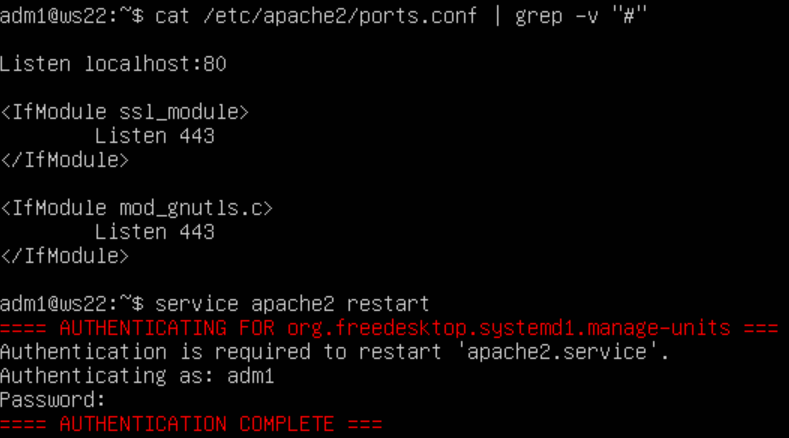 adm1@ws22:~$ cat /etc/apache2/ports.conf | grep -v "#"
Listen localhost:80
<IfModule ssl_module>
        Listen 443
</IfModule>
<IfModule mod_gnutls.c>
        Listen 443
</IfModule>
adm1@ws22:~$ service apache2 restart
==== AUTHENTICATING FOR org.freedesktop.systemd1.manage-units ===
Authentication is required to restart 'apache2.service'.
Authenticating as: adm1
Password:
==== AUTHENTICATION COMPLETE ===